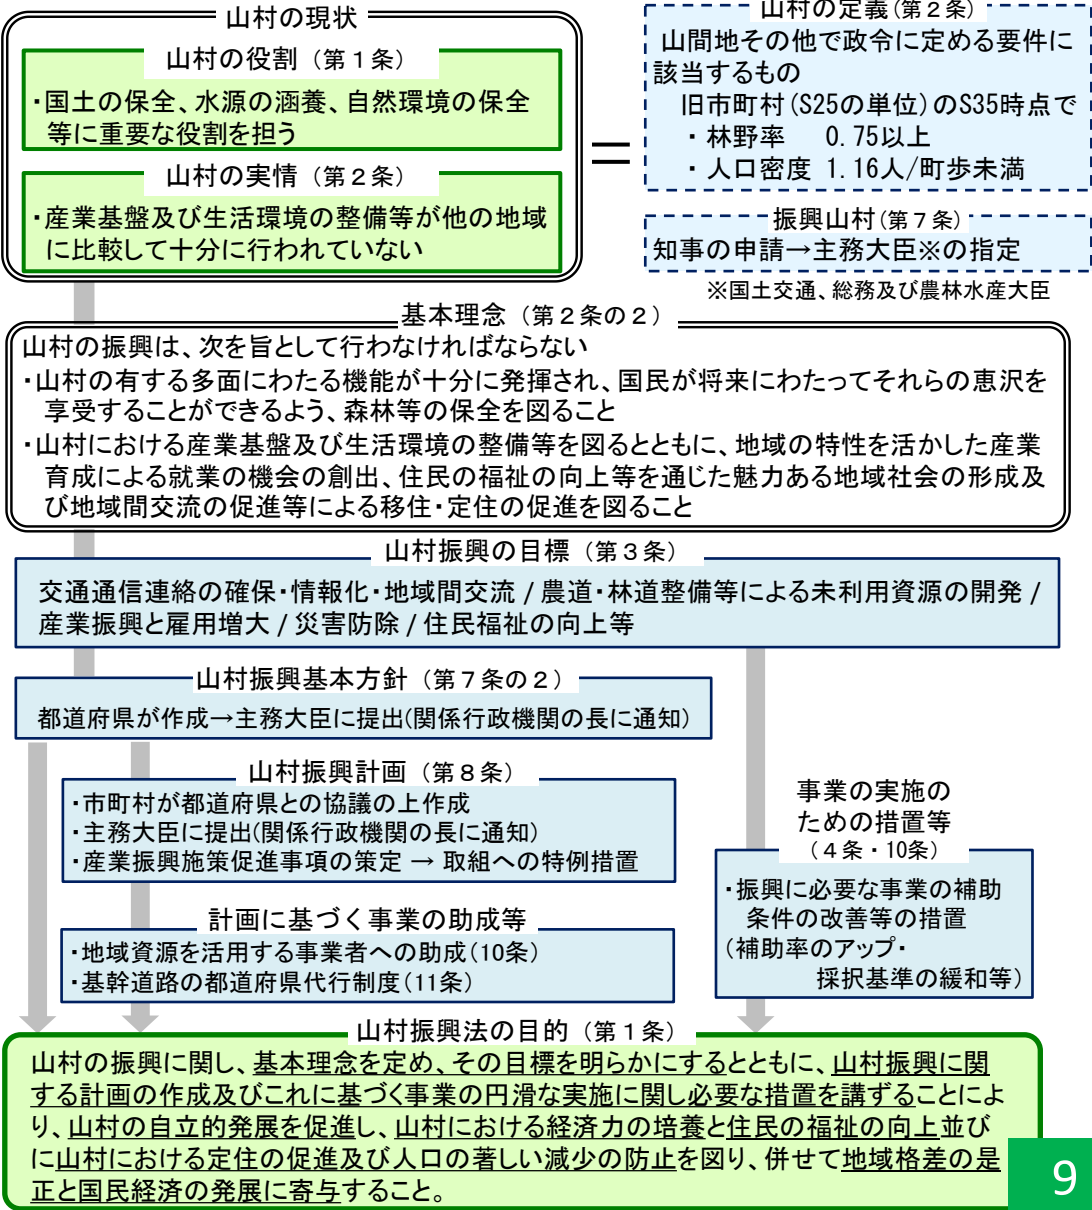 山村の現状
山村の役割（第１条）
・国土の保全、水源の涵養、自然環境の保全
等に重要な役割を担う
山村の実情（第２条）
・産業基盤及び生活環境の整備等が他の地域
に比較して十分に行われていない
＝
山村の定義(第２条)
山間地その他で政令に定める要件に
該当するもの
旧市町村(S25の単位)のS35時点で
・林野率　0.75以上
・人口密度 1.16人/町歩未満
振興山村(第７条)
知事の申請→主務大臣※の指定
※国土交通、総務及び農林水産大臣
基本理念（第２条の２）
山村の振興は、次を旨として行わなければならない
・山村の有する多面にわたる機能が十分に発揮され、国民が将来にわたってそれらの恵沢を
享受することができるよう、森林等の保全を図ること
・山村における産業基盤及び生活環境の整備等を図るとともに、地域の特性を活かした産業
育成による就業の機会の創出、住民の福祉の向上等を通じた魅力ある地域社会の形成及
び地域間交流の促進等による移住・定住の促進を図ること
山村振興の目標（第３条）
交通通信連絡の確保・情報化・地域間交流 / 農道・林道整備等による未利用資源の開発 /
産業振興と雇用増大 / 災害防除 / 住民福祉の向上等
山村振興基本方針（第７条の２）
都道府県が作成→主務大臣に提出(関係行政機関の長に通知)
山村振興計画（第８条）
・市町村が都道府県との協議の上作成
・主務大臣に提出(関係行政機関の長に通知)
・産業振興施策促進事項の策定 → 取組への特例措置
計画に基づく事業の助成等
・地域資源を活用する事業者への助成(10条)
・基幹道路の都道府県代行制度(11条)
事業の実施の
ための措置等
（４条・10条）
・振興に必要な事業の補助
条件の改善等の措置
(補助率のアップ・
採択基準の緩和等)
山村振興法の目的（第１条）
山村の振興に関し、基本理念を定め、その目標を明らかにするとともに、山村振興に関
する計画の作成及びこれに基づく事業の円滑な実施に関し必要な措置を講ずることによ
り、山村の自立的発展を促進し、山村における経済力の培養と住民の福祉の向上並び
に山村における定住の促進及び人口の著しい減少の防止を図り、併せて地域格差の是
正と国民経済の発展に寄与すること。
9